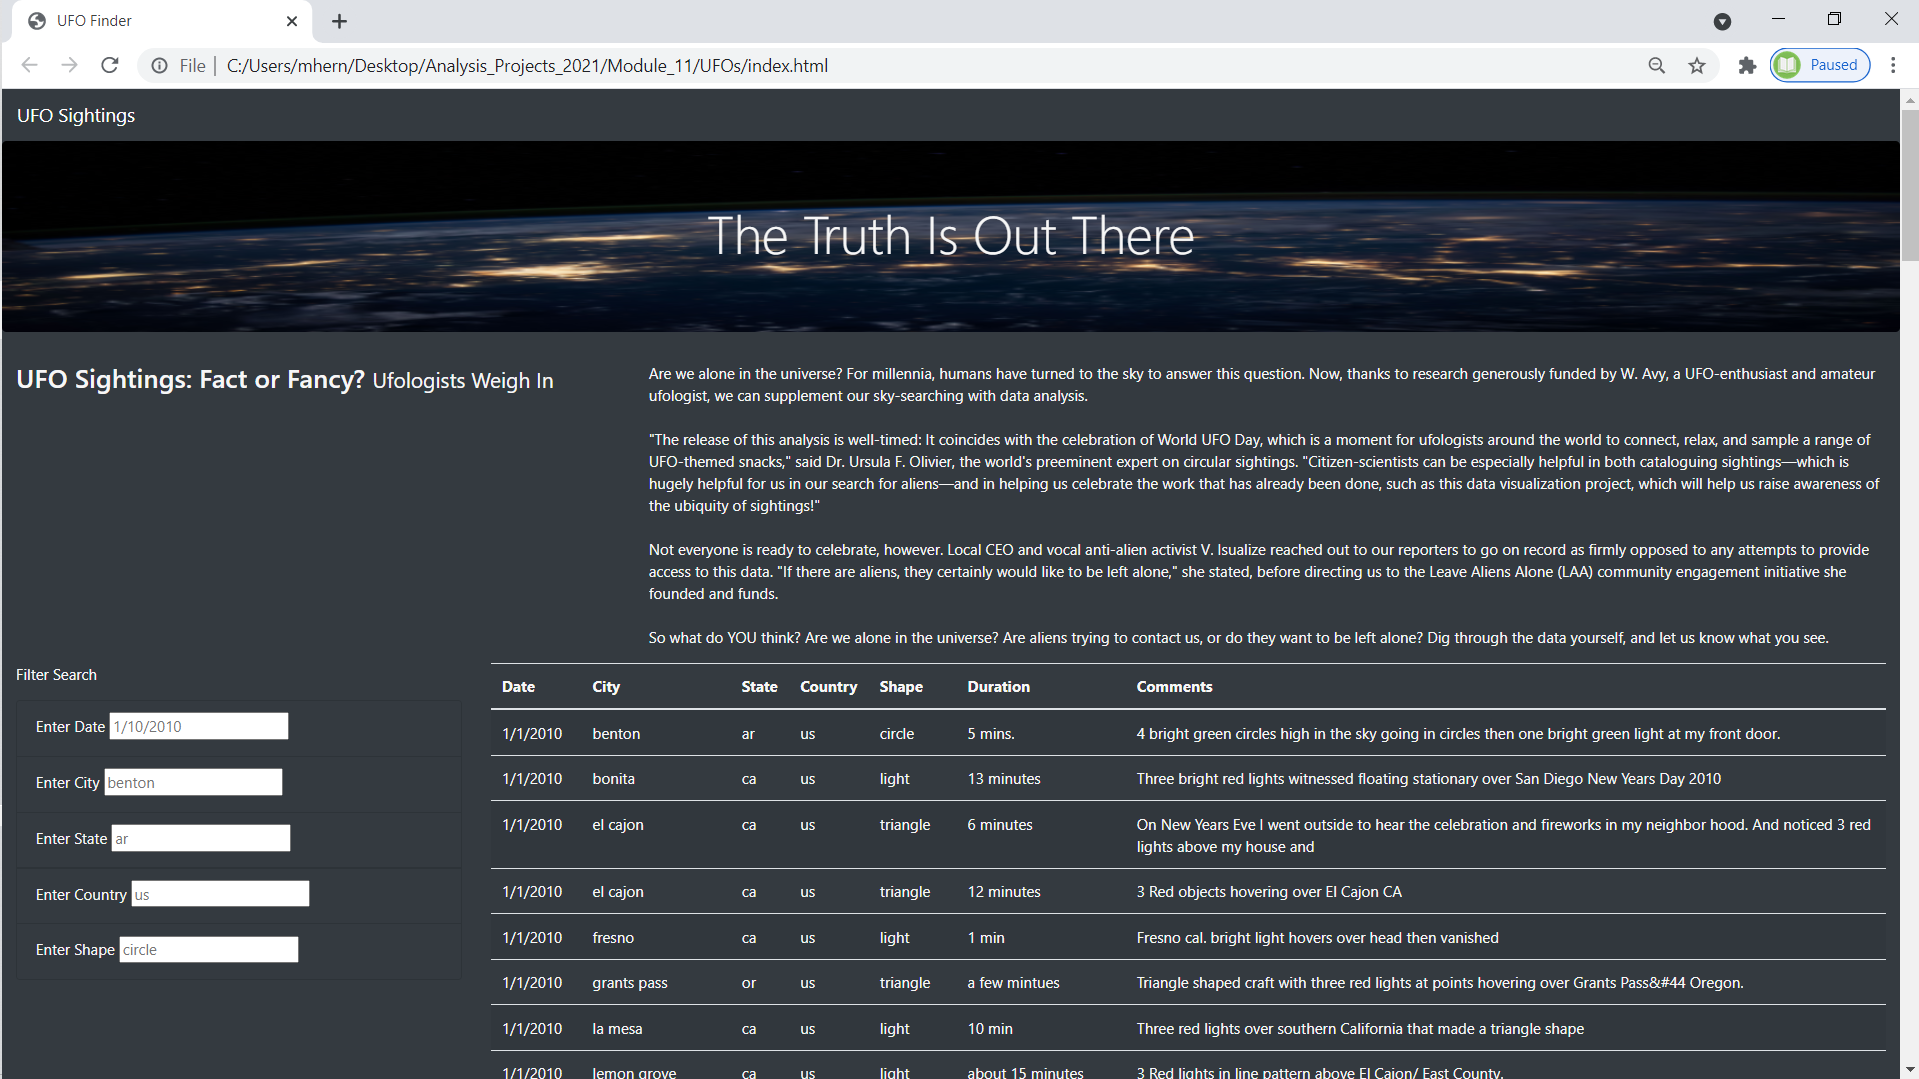 UFO Finder
File | C:/Users/mhern/Desktop/Analysis_Projects_2021/Module_11/UFOs/index.html
Paused
UFO Sightings
The Truth Is Out There
UFO Sightings: Fact or Fancy? Ufologists Weigh In
Are we alone in the universe? For millennia, humans have turned to the sky to answer this question. Now, thanks to research generously funded by W. Avy, a UFO-enthusiast and amateur
ufologist, we can supplement our sky-searching with data analysis.
"The release of this analysis is well-timed: It coincides with the celebration of World UFO Day, which is a moment for ufologists around the world to connect, relax, and sample a range of
UFO-themed snacks," said Dr. Ursula F. Olivier, the world's preeminent expert on circular sightings. "Citizen-scientists can be especially helpful in both cataloguing sightings—which is
hugely helpful for us in our search for aliens—and in helping us celebrate the work that has already been done, such as this data visualization project, which will help us raise awareness of
the ubiquity of sightings!"
Not everyone is ready to celebrate, however. Local CEO and vocal anti-alien activist V. Isualize reached out to our reporters to go on record as firmly opposed to any attempts to provide
access to this data. "If there are aliens, they certainly would like to be left alone," she stated, before directing us to the Leave Aliens Alone (LAA) community engagement initiative she
founded and funds.
So what do YOU think? Are we alone in the universe? Are aliens trying to contact us, or do they want to be left alone? Dig through the data yourself, and let us know what you see.
Filter Search
Enter Date 1/10/2010
Enter City benton
Enter State ar
Enter Country us
Enter Shape circle
Date City State Country Shape Duration Comments
1/1/2010 benton ar us circle 5 mins. 4 bright green circles high in the sky going in circles then one bright green light at my front door.
1/1/2010 bonita ca us light 13 minutes Three bright red lights witnessed floating stationary over San Diego New Years Day 2010
1/1/2010 el cajon ca us triangle 6 minutes On New Years Eve I went outside to hear the celebration and fireworks in my neighbor hood. And noticed 3 red
lights above my house and
1/1/2010 el cajon ca us triangle 12 minutes 3 Red objects hovering over El Cajon CA
1/1/2010 fresno ca us light 1 min Fresno cal. bright light hovers over head then vanished
1/1/2010 grants pass or us triangle a few mintues Triangle shaped craft with three red lights at points hovering over Grants Pass&#44 Oregon.
1/1/2010 la mesa ca us light 10 min Three red lights over southern California that made a triangle shape
1/1/2010 lemon grove ca us light about 15 minutes 3 Red lights in line pattern above El Cajon/ East County.